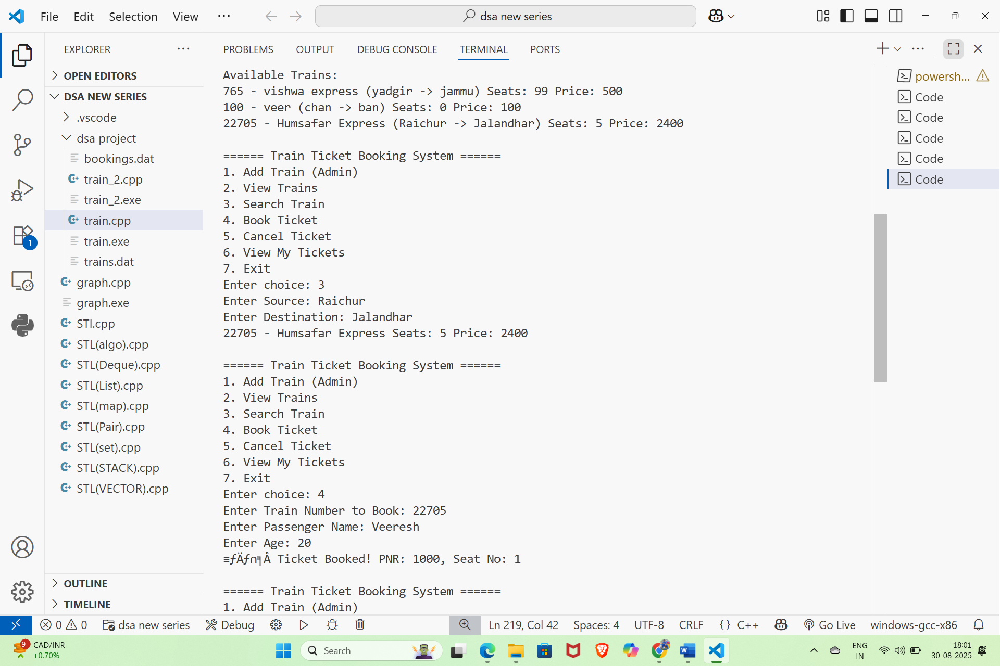 File Edit Selection View ··· dsa new series
EXPLORER ···
OPEN EDITORS
DSA NEW SERIES
.vscode
dsa project
bookings.dat
train_2.cpp
train_2.exe
train.cpp
train.exe
trains.dat
graph.cpp
graph.exe
STl.cpp
STL(algo).cpp
STL(Deque).cpp
STL(List).cpp
STL(map).cpp
STL(Pair).cpp
STL(set).cpp
STL(STACK).cpp
STL(VECTOR).cpp
OUTLINE
TIMELINE
1
PROBLEMS OUTPUT DEBUG CONSOLE TERMINAL PORTS
Available Trains:
765 - vishwa express (yadgir -> jammu) Seats: 99 Price: 500
100 - veer (chan -> ban) Seats: 0 Price: 100
22705 - Humsafar Express (Raichur -> Jalandhar) Seats: 5 Price: 2400
====== Train Ticket Booking System ======
1. Add Train (Admin)
2. View Trains
3. Search Train
4. Book Ticket
5. Cancel Ticket
6. View My Tickets
7. Exit
Enter choice: 3
Enter Source: Raichur
Enter Destination: Jalandhar
22705 - Humsafar Express Seats: 5 Price: 2400
====== Train Ticket Booking System ======
1. Add Train (Admin)
2. View Trains
3. Search Train
4. Book Ticket
5. Cancel Ticket
6. View My Tickets
7. Exit
Enter choice: 4
Enter Train Number to Book: 22705
Enter Passenger Name: Veeresh
Enter Age: 20
≡ƒÄƒ∩╕Å Ticket Booked! PNR: 1000, Seat No: 1
====== Train Ticket Booking System ======
1. Add Train (Admin)
powersh...
Code
Code
Code
Code
Code
0 0 dsa new series Debug Ln 219, Col 42 Spaces: 4 UTF-8 CRLF {} C++ Go Live windows-gcc-x86
9+ CAD/INR
+0.70%
Search
ENG
IN
18:01
30-08-2025